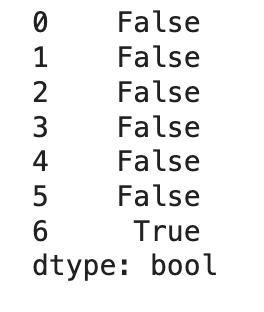 0    False
1    False
2    False
3    False
4    False
5    False
6     True
dtype: bool